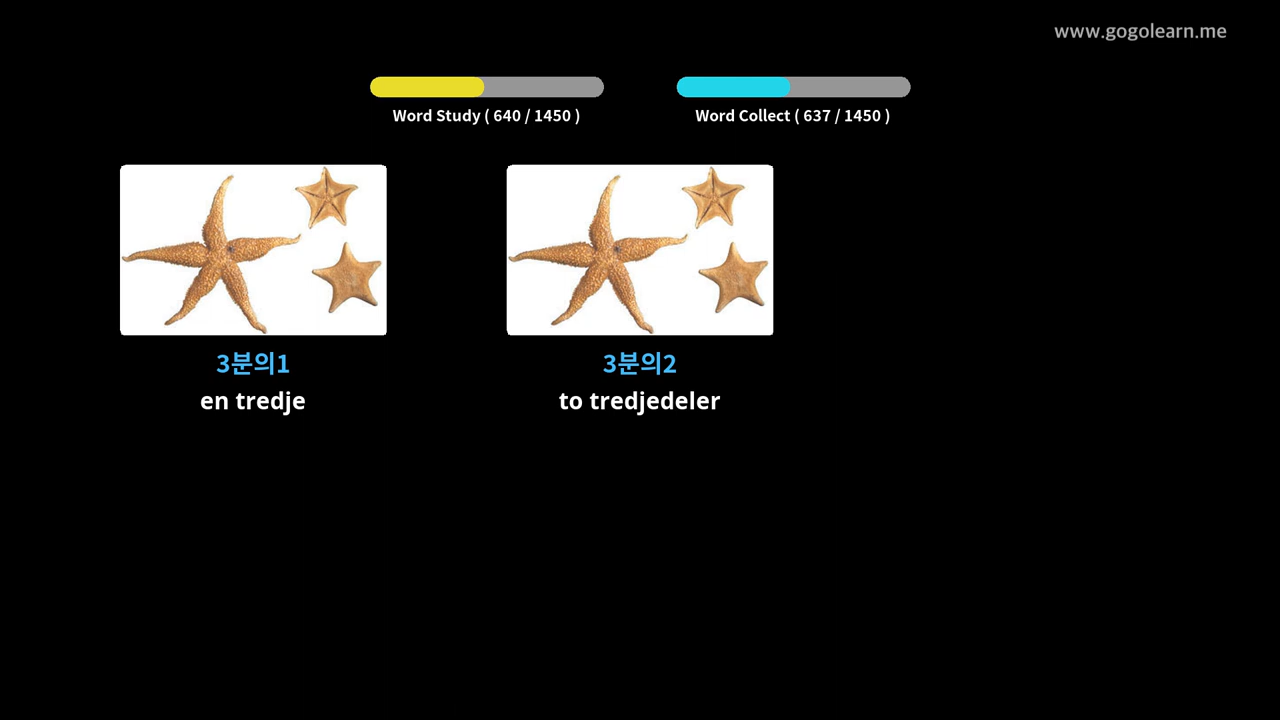 www.gogolearn.me
Word Study ( 640 / 1450 )
Word Collect ( 637 / 1450 )
3분의1
en tredje
3분의2
to tredjedeler